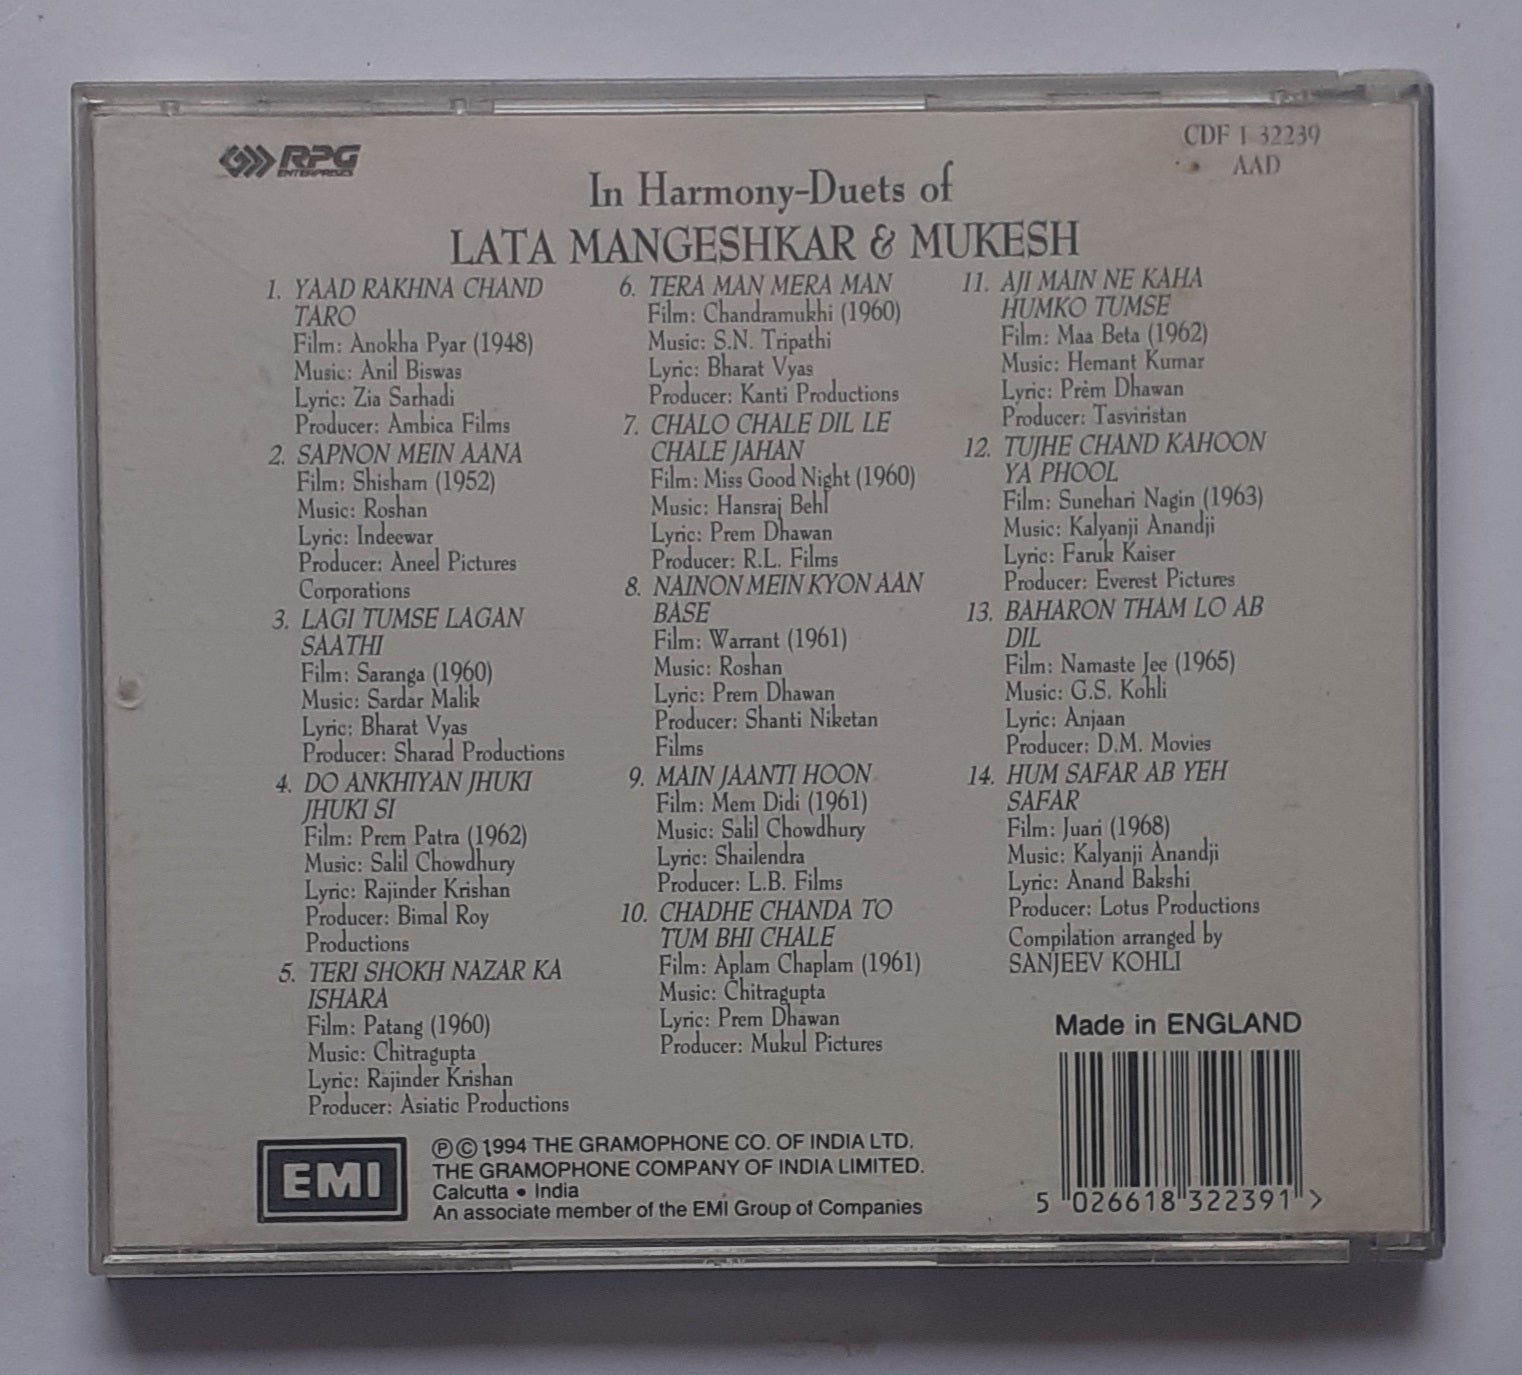 RPG
ENTERPRISES
CDF 1 32239
AAD
In Harmony-Duets of
LATA MANGESHKAR & MUKESH
1. YAAD RAKHNA CHAND
TARO
Film: Anokha Pyar (1948)
Music: Anil Biswas
Lyric: Zia Sarhadi
Producer: Ambica Films
2. SAPNON MEIN AANA
Film: Shisham (1952)
Music: Roshan
Lyric: Indeewar
Producer: Aneel Pictures
Corporations
3. LAGI TUMSE LAGAN
SAATHI
Film: Saranga (1960)
Music: Sardar Malik
Lyric: Bharat Vyas
Producer: Sharad Productions
4. DO ANKHIYAN JHUKI
JHUKI SI
Film: Prem Patra (1962)
Music: Salil Chowdhury
Lyric: Rajinder Krishan
Producer: Bimal Roy
Productions
5. TERI SHOKH NAZAR KA
ISHARA
Film: Patang (1960)
Music: Chitragupta
Lyric: Rajinder Krishan
Producer: Asiatic Productions
6. TERA MAN MERA MAN
Film: Chandramukhi (1960)
Music: S.N. Tripathi
Lyric: Bharat Vyas
Producer: Kanti Productions
7. CHALO CHALE DIL LE
CHALE JAHAN
Film: Miss Good Night (1960)
Music: Hansraj Behl
Lyric: Prem Dhawan
Producer: R.L. Films
8. NAINON MEIN KYON AAN
BASE
Film: Warrant (1961)
Music: Roshan
Lyric: Prem Dhawan
Producer: Shanti Niketan
Films
9. MAIN JAANTI HOON
Film: Mem Didi (1961)
Music: Salil Chowdhury
Lyric: Shailendra
Producer: L.B. Films
10. CHADHE CHANDA TO
TUM BHI CHALE
Film: Aplam Chaplam (1961)
Music: Chitragupta
Lyric: Prem Dhawan
Producer: Mukul Pictures
11. AJI MAIN NE KAHA
HUMKO TUMSE
Film: Maa Beta (1962)
Music: Hemant Kumar
Lyric: Prem Dhawan
Producer: Tasviristan
12. TUJHE CHAND KAHOON
YA PHOOL
Film: Sunehari Nagin (1963)
Music: Kalyanji Anandji
Lyric: Faruk Kaiser
Producer: Everest Pictures
13. BAHARON THAM LO AB
DIL
Film: Namaste Jee (1965)
Music: G.S. Kohli
Lyric: Anjaan
Producer: D.M. Movies
14. HUM SAFAR AB YEH
SAFAR
Film: Juari (1968)
Music: Kalyanji Anandji
Lyric: Anand Bakshi
Producer: Lotus Productions
Compilation arranged by
SANJEEV KOHLI
Made in ENGLAND
5 026618 322391 >
EMI
℗© 1994 THE GRAMOPHONE CO. OF INDIA LTD.
THE GRAMOPHONE COMPANY OF INDIA LIMITED.
Calcutta • India
An associate member of the EMI Group of Companies